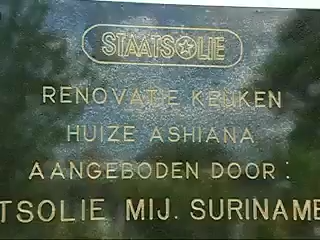 STAATSOLIE
RENOVATIE KEUKEN
HUIZE ASHIANA
AANGEBODEN DOOR:
TSOLIE MIJ. SURINAME